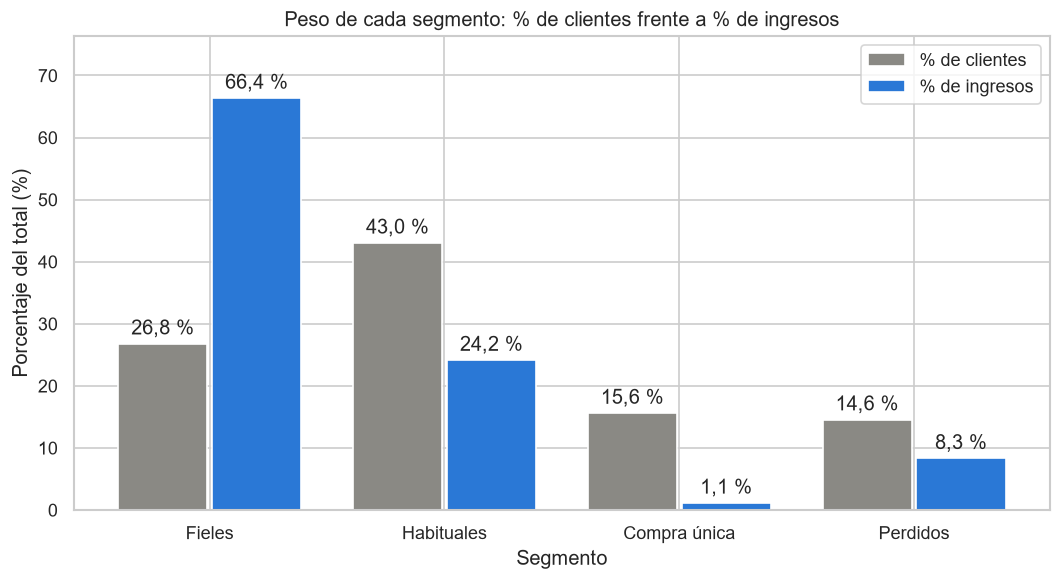 Peso de cada segmento: % de clientes frente a % de ingresos
% de clientes
% de ingresos
Porcentaje del total (%)
70
60
50
40
30
20
10
0
26,8 %
66,4 %
43,0 %
24,2 %
15,6 %
1,1 %
14,6 %
8,3 %
Fieles
Habituales
Compra única
Perdidos
Segmento